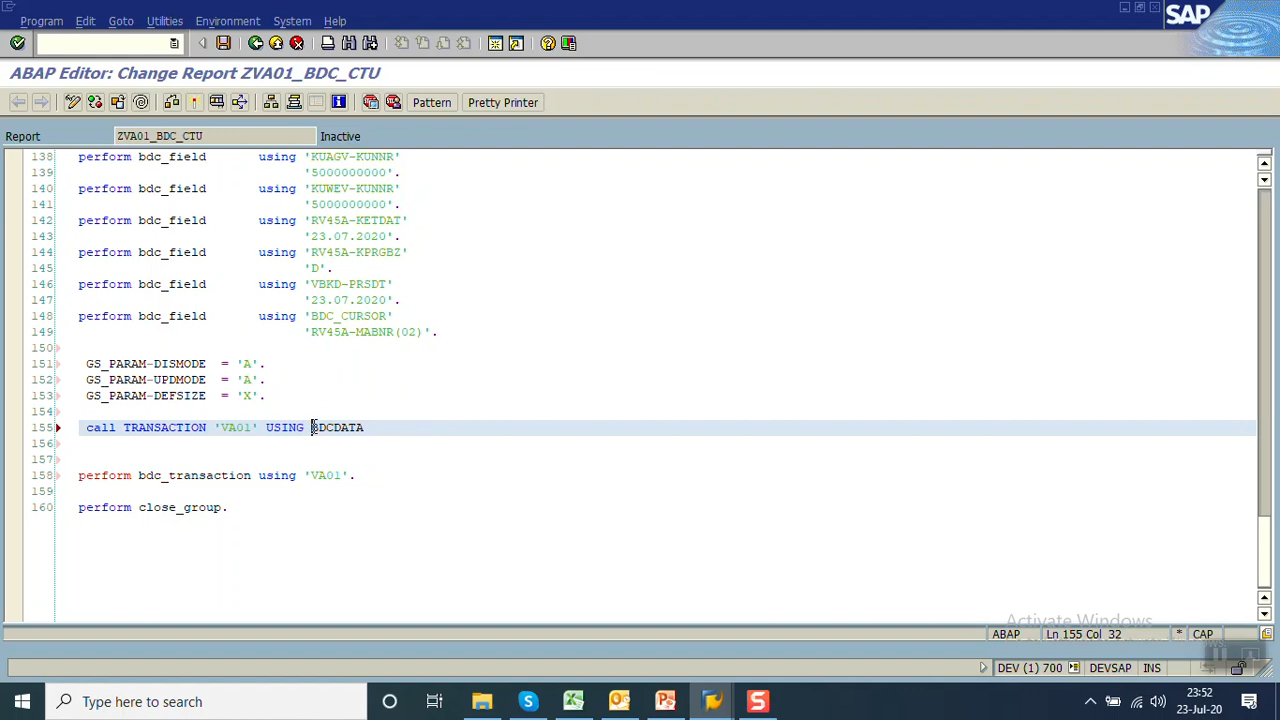 Program Edit Goto Utilities Environment System Help
SAP
ABAP Editor: Change Report ZVA01_BDC_CTU
Pattern Pretty Printer
Report ZVA01_BDC_CTU Inactive
138 perform bdc_field using 'KUAGV-KUNNR'
139 '5000000000'.
140 perform bdc_field using 'KUWEV-KUNNR'
141 '5000000000'.
142 perform bdc_field using 'RV45A-KETDAT'
143 '23.07.2020'.
144 perform bdc_field using 'RV45A-KPRGBZ'
145 'D'.
146 perform bdc_field using 'VBKD-PRSDT'
147 '23.07.2020'.
148 perform bdc_field using 'BDC_CURSOR'
149 'RV45A-MABNR(02)'.
150
151 GS_PARAM-DISMODE = 'A'.
152 GS_PARAM-UPDMODE = 'A'.
153 GS_PARAM-DEFSIZE = 'X'.
154
155 call TRANSACTION 'VA01' USING BDCDATA
156
157
158 perform bdc_transaction using 'VA01'.
159
160 perform close_group.
Activate Windows
ABAP Ln 155 Col 32 * CAP
DEV (1) 700 DEVSAP INS
Type here to search
23:52
23-Jul-20